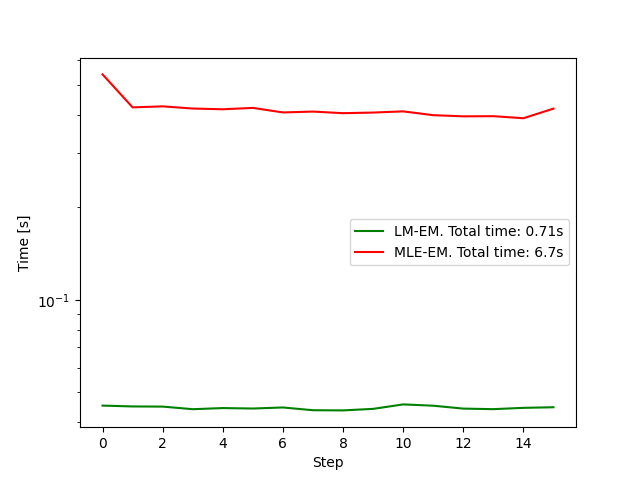 Time [s]
10⁻¹
LM-EM. Total time: 0.71s
MLE-EM. Total time: 6.7s
0 2 4 6 8 10 12 14
Step